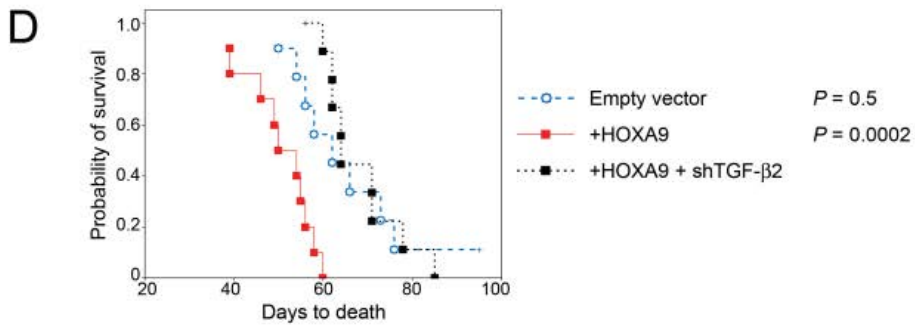 D
Probability of survival
1.0
0.8
0.6
0.4
0.2
0
20 40 60 80 100
Days to death
Empty vector P = 0.5
+HOXA9 P = 0.0002
+HOXA9 + shTGF-β2